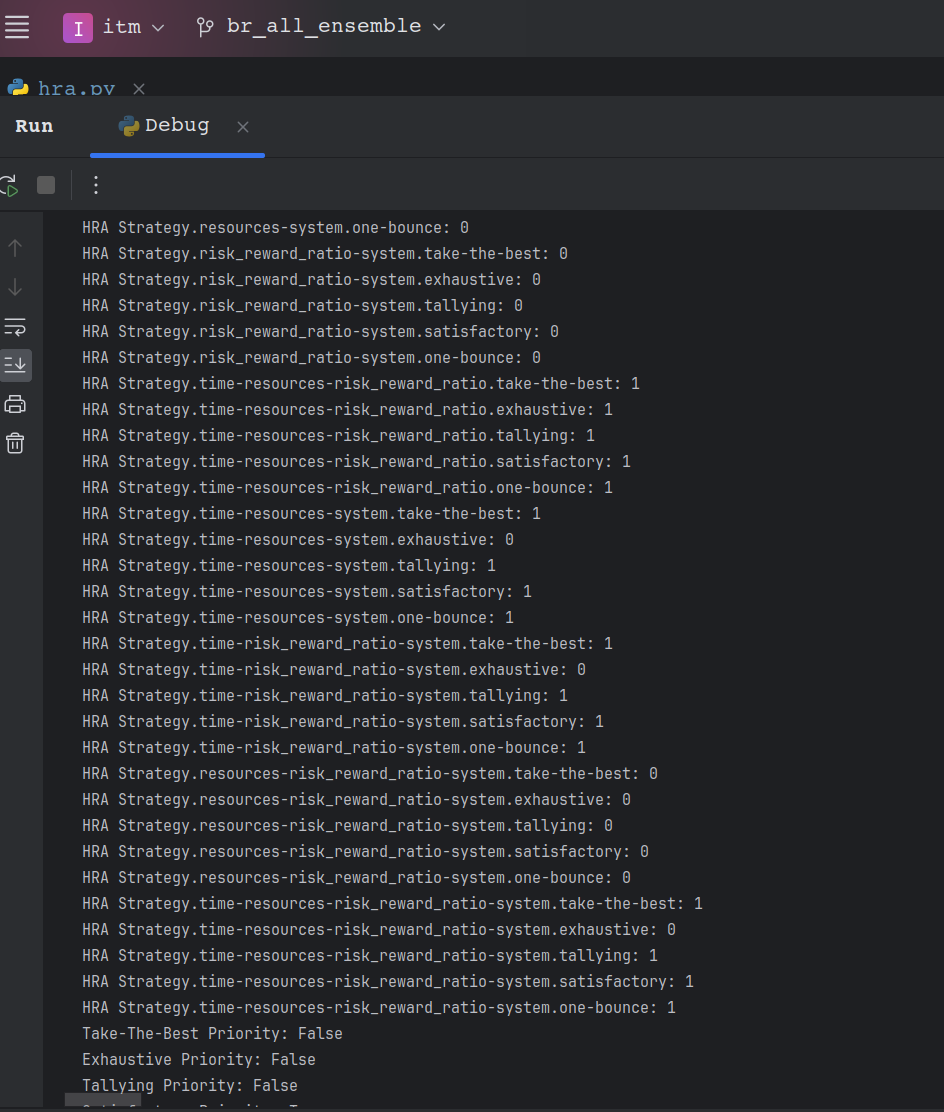 I itm br_all_ensemble
hra.py
Run Debug
HRA Strategy.resources-system.one-bounce: 0
HRA Strategy.risk_reward_ratio-system.take-the-best: 0
HRA Strategy.risk_reward_ratio-system.exhaustive: 0
HRA Strategy.risk_reward_ratio-system.tallying: 0
HRA Strategy.risk_reward_ratio-system.satisfactory: 0
HRA Strategy.risk_reward_ratio-system.one-bounce: 0
HRA Strategy.time-resources-risk_reward_ratio.take-the-best: 1
HRA Strategy.time-resources-risk_reward_ratio.exhaustive: 1
HRA Strategy.time-resources-risk_reward_ratio.tallying: 1
HRA Strategy.time-resources-risk_reward_ratio.satisfactory: 1
HRA Strategy.time-resources-risk_reward_ratio.one-bounce: 1
HRA Strategy.time-resources-system.take-the-best: 1
HRA Strategy.time-resources-system.exhaustive: 0
HRA Strategy.time-resources-system.tallying: 1
HRA Strategy.time-resources-system.satisfactory: 1
HRA Strategy.time-resources-system.one-bounce: 1
HRA Strategy.time-risk_reward_ratio-system.take-the-best: 1
HRA Strategy.time-risk_reward_ratio-system.exhaustive: 0
HRA Strategy.time-risk_reward_ratio-system.tallying: 1
HRA Strategy.time-risk_reward_ratio-system.satisfactory: 1
HRA Strategy.time-risk_reward_ratio-system.one-bounce: 1
HRA Strategy.resources-risk_reward_ratio-system.take-the-best: 0
HRA Strategy.resources-risk_reward_ratio-system.exhaustive: 0
HRA Strategy.resources-risk_reward_ratio-system.tallying: 0
HRA Strategy.resources-risk_reward_ratio-system.satisfactory: 0
HRA Strategy.resources-risk_reward_ratio-system.one-bounce: 0
HRA Strategy.time-resources-risk_reward_ratio-system.take-the-best: 1
HRA Strategy.time-resources-risk_reward_ratio-system.exhaustive: 0
HRA Strategy.time-resources-risk_reward_ratio-system.tallying: 1
HRA Strategy.time-resources-risk_reward_ratio-system.satisfactory: 1
HRA Strategy.time-resources-risk_reward_ratio-system.one-bounce: 1
Take-The-Best Priority: False
Exhaustive Priority: False
Tallying Priority: False